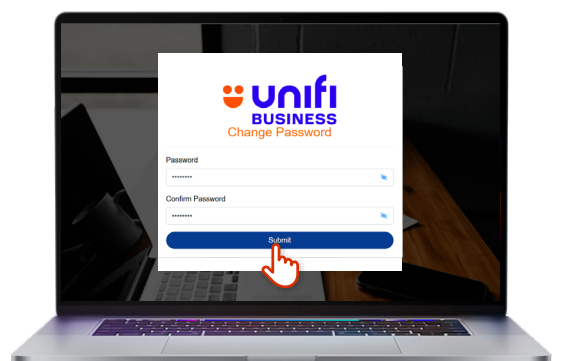 unifi
BUSINESS
Change Password
Password
••••••••
Confirm Password
••••••••
Submit